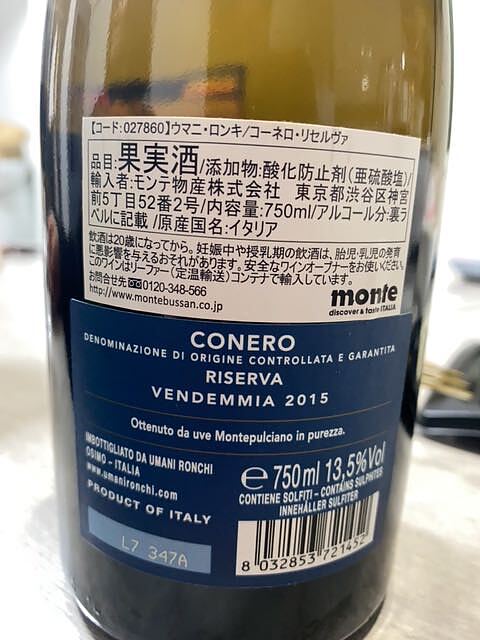 【コード:027860】ウマニ・ロンキ/コーネロ・リセルヴァ
品目:果実酒/添加物:酸化防止剤(亜硫酸塩)/
輸入者:モンテ物産株式会社 東京都渋谷区神宮
前5丁目52番2号/内容量:750ml/アルコール分:裏ラ
ベルに記載/原産国名:イタリア
飲酒は20歳になってから。妊娠中や授乳期の飲酒は、胎児・乳児の発育
に悪影響を与えるおそれがあります。安全なワインオープナーをお使いください。
このワインはリーファー(定温輸送)コンテナで輸入しています。
お問合せ先 0120-348-566
http://www.montebussan.co.jp
monte
discover & taste ITALIA
CONERO
DENOMINAZIONE DI ORIGINE CONTROLLATA E GARANTITA
RISERVA
VENDEMMIA 2015
Ottenuto da uve Montepulciano in purezza.
IMBOTTIGLIATO DA UMANI RONCHI
OSIMO - ITALIA
www.umanironchi.com
PRODUCT OF ITALY
L7 347A
e 750ml 13,5%Vol
CONTIENE SOLFITI - CONTAINS SULPHITES
INNEHÅLLER SULFITER
8 032853 721452